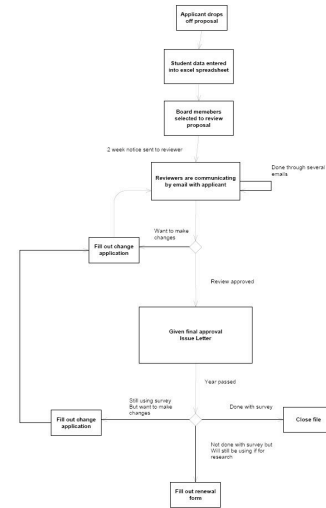 Applicant drops
off proposal
Student data entered
into excel spreadsheet
Board memebers
selected to review
proposal
2 week notice sent to reviewer
Reviewers are communicating
by email with applicant
Done through several
emails
Want to make
changes
Fill out change
application
Review approved
Given final approval
Issue Letter
Year passed
Still using survey
But want to make
changes
Done with survey
Fill out change
application
Close file
Not done with survey but
Will still be using if for
research
Fill out renewal
form